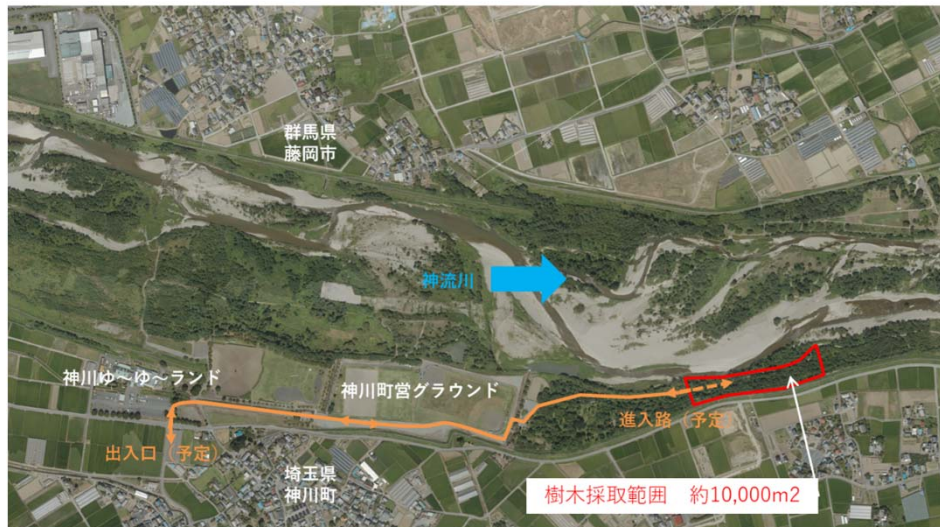 群馬県
藤岡市
神流川
神川ゆ～ゆ～ランド
神川町営グラウンド
進入路（予定）
出入口（予定）
埼玉県
神川町
樹木採取範囲　約10,000m2